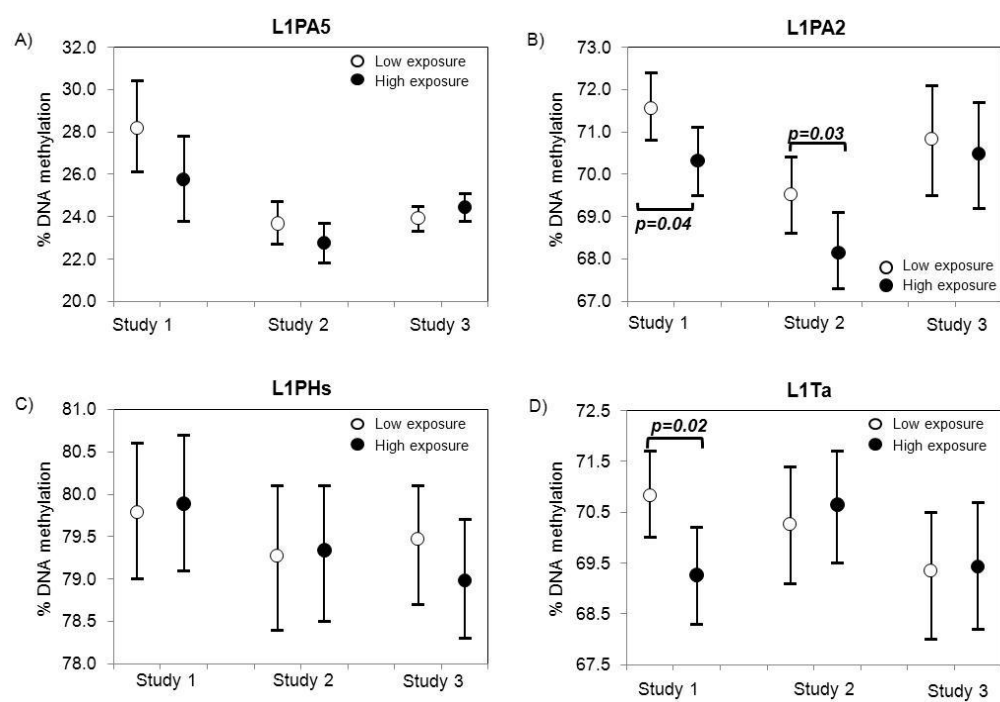 A)
L1PA5
% DNA methylation
32.0
30.0
28.0
26.0
24.0
22.0
20.0
Low exposure
High exposure
Study 1 Study 2 Study 3
B)
L1PA2
% DNA methylation
73.0
72.0
71.0
70.0
69.0
68.0
67.0
p=0.03
p=0.04
Low exposure
High exposure
Study 1 Study 2 Study 3
C)
L1PHs
% DNA methylation
81.0
80.5
80.0
79.5
79.0
78.5
78.0
Low exposure
High exposure
Study 1 Study 2 Study 3
D)
L1Ta
% DNA methylation
72.5
71.5
70.5
69.5
68.5
67.5
p=0.02
Low exposure
High exposure
Study 1 Study 2 Study 3